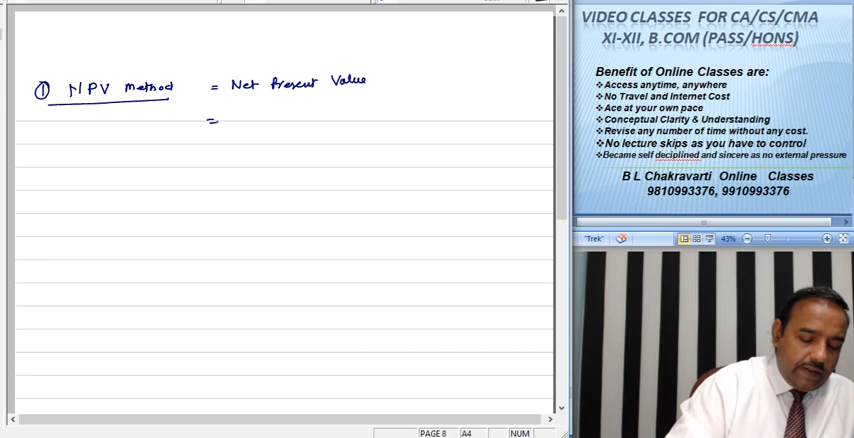 ① NPV Method = Net Present Value
=
VIDEO CLASSES FOR CA/CS/CMA
XI-XII, B.COM (PASS/HONS)
Benefit of Online Classes are:
❖Access anytime, anywhere
❖No Travel and Internet Cost
❖Ace at your own pace
❖Conceptual Clarity & Understanding
❖Revise any number of time without any cost.
❖No lecture skips as you have to control
❖Became self deciplined and sincere as no external pressure
B L Chakravarti Online Classes
9810993376, 9910993376
"Trek" 43%
PAGE 8 A4 NUM